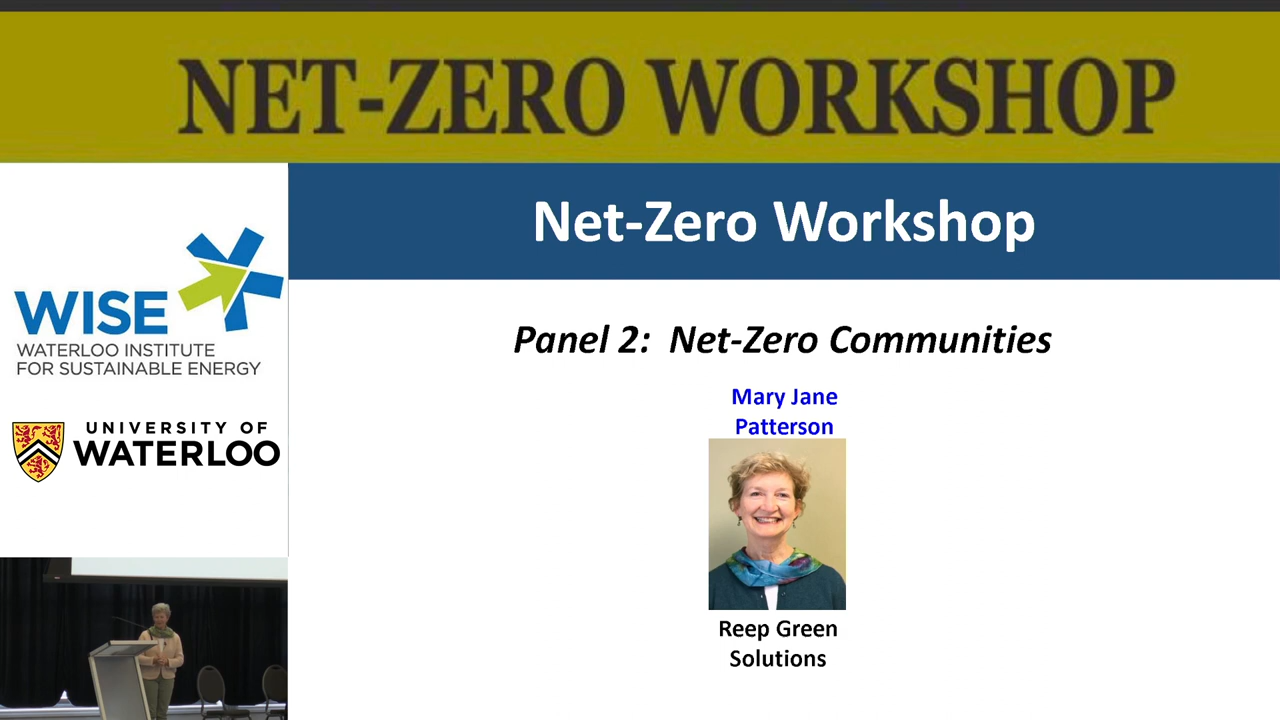 NET-ZERO WORKSHOP
Net-Zero Workshop
WISE
WATERLOO INSTITUTE
FOR SUSTAINABLE ENERGY
UNIVERSITY OF
WATERLOO
Panel 2: Net-Zero Communities
Mary Jane
Patterson
Reep Green
Solutions